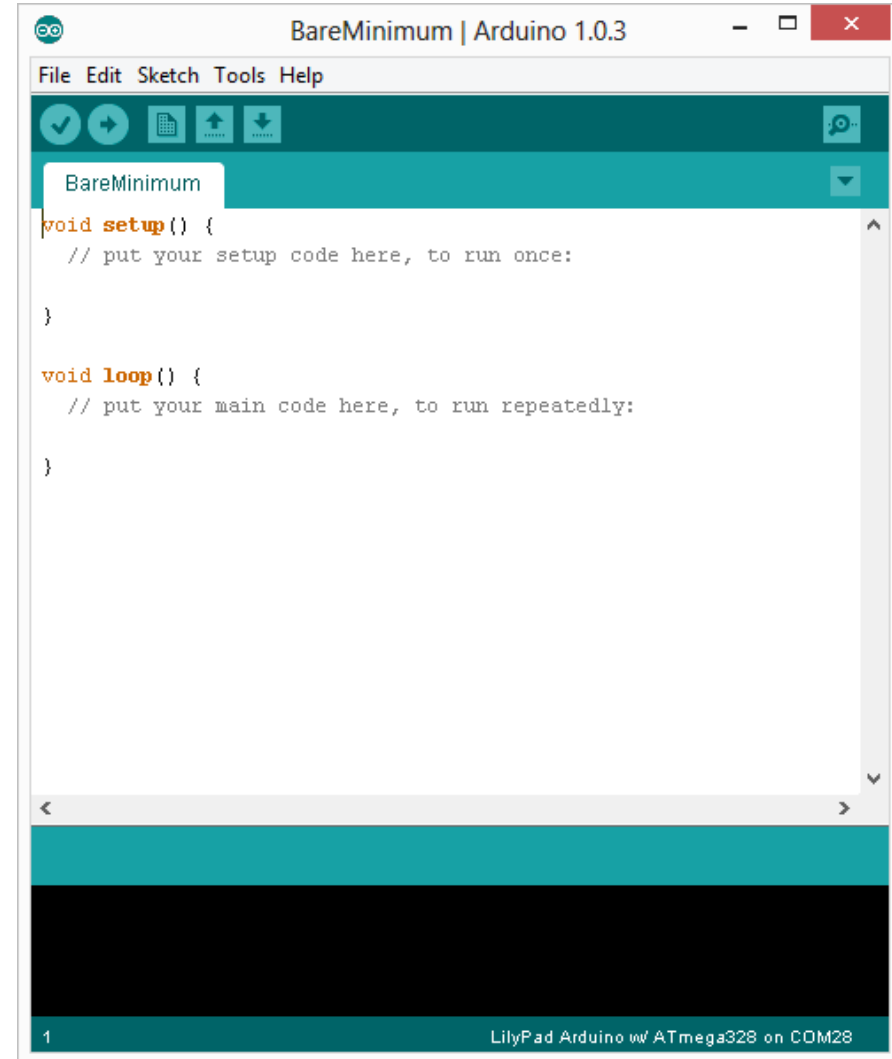 BareMinimum | Arduino 1.0.3
File Edit Sketch Tools Help
BareMinimum
void setup() {
  // put your setup code here, to run once:
}
void loop() {
  // put your main code here, to run repeatedly:
}
1 LilyPad Arduino w/ ATmega328 on COM28